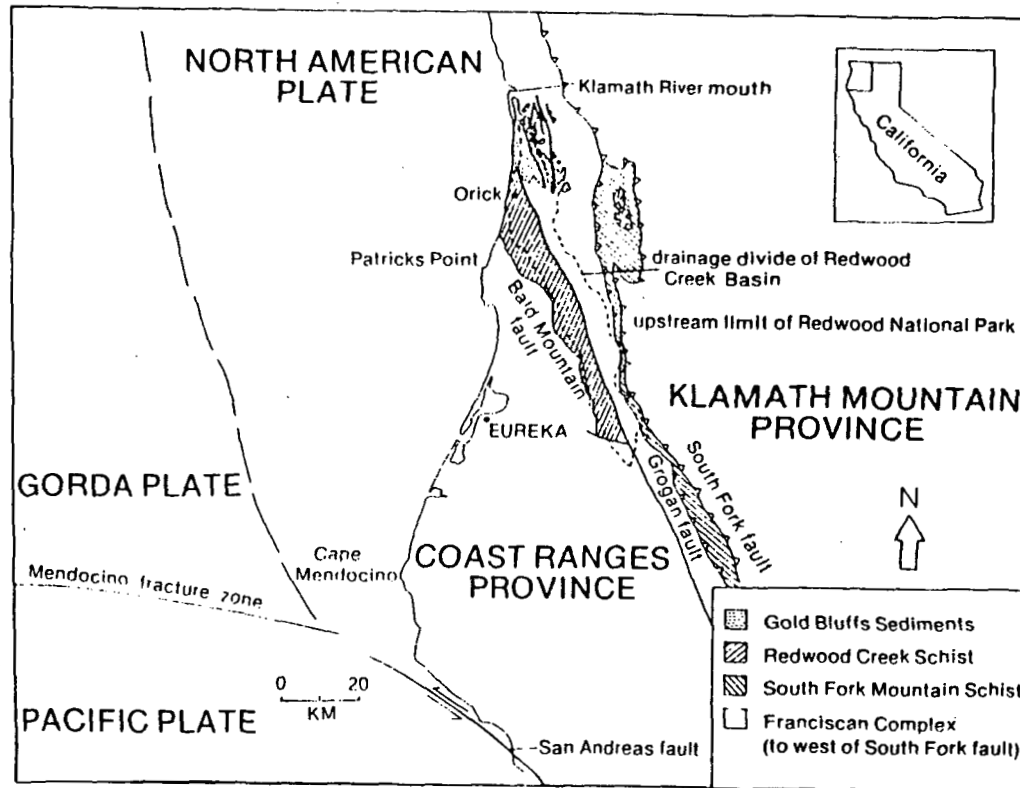 NORTH AMERICAN
PLATE
Klamath River mouth
California
Orick
Patricks Point
drainage divide of Redwood
Creek Basin
Bald Mountain
fault
upstream limit of Redwood National Park
KLAMATH MOUNTAIN
PROVINCE
EUREKA
GORDA PLATE
Grogan fault
South Fork fault
N
Cape
Mendocino
COAST RANGES
PROVINCE
Mendocino fracture zone
0 20
KM
PACIFIC PLATE
San Andreas fault
Gold Bluffs Sediments
Redwood Creek Schist
South Fork Mountain Schist
Franciscan Complex
(to west of South Fork fault)